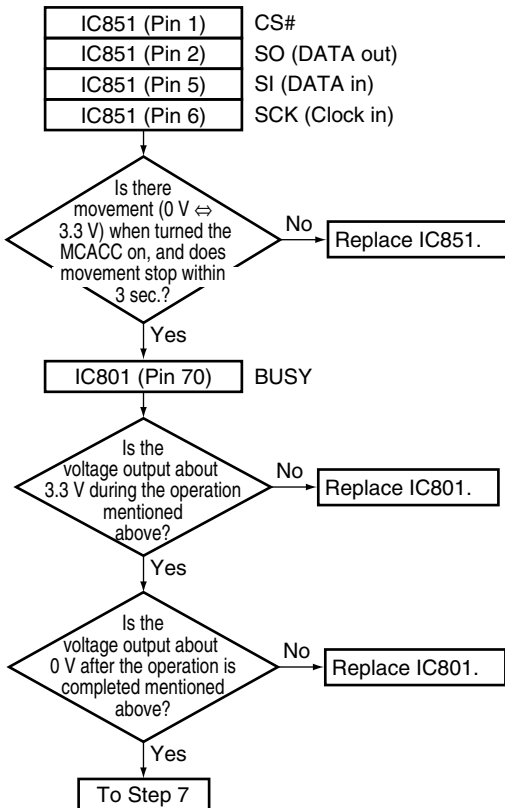 IC851 (Pin 1) CS#
IC851 (Pin 2) SO (DATA out)
IC851 (Pin 5) SI (DATA in)
IC851 (Pin 6) SCK (Clock in)
Is there
movement (0 V ⇔
3.3 V) when turned the
MCACC on, and does
movement stop within
3 sec.?
No
Replace IC851.
Yes
IC801 (Pin 70) BUSY
Is the
voltage output about
3.3 V during the operation
mentioned
above?
No
Replace IC801.
Yes
Is the
voltage output about
0 V after the operation is
completed mentioned
above?
No
Replace IC801.
Yes
To Step 7